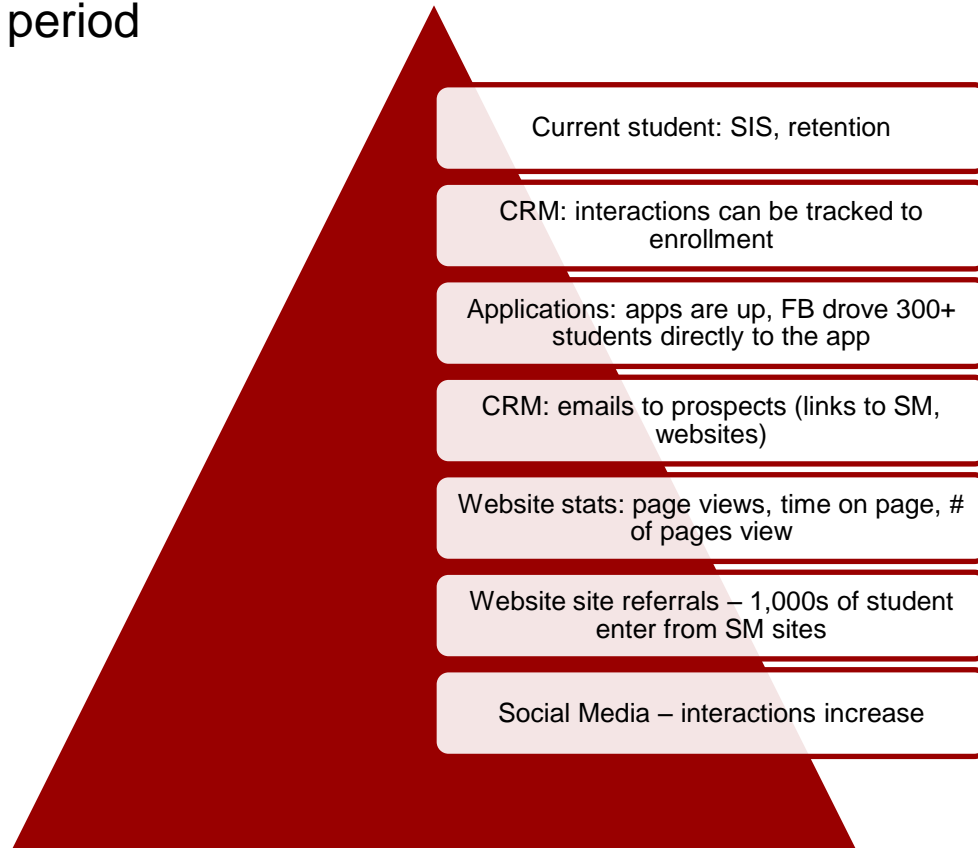 period
Current student: SIS, retention
CRM: interactions can be tracked to
enrollment
Applications: apps are up, FB drove 300+
students directly to the app
CRM: emails to prospects (links to SM,
websites)
Website stats: page views, time on page, #
of pages view
Website site referrals – 1,000s of student
enter from SM sites
Social Media – interactions increase